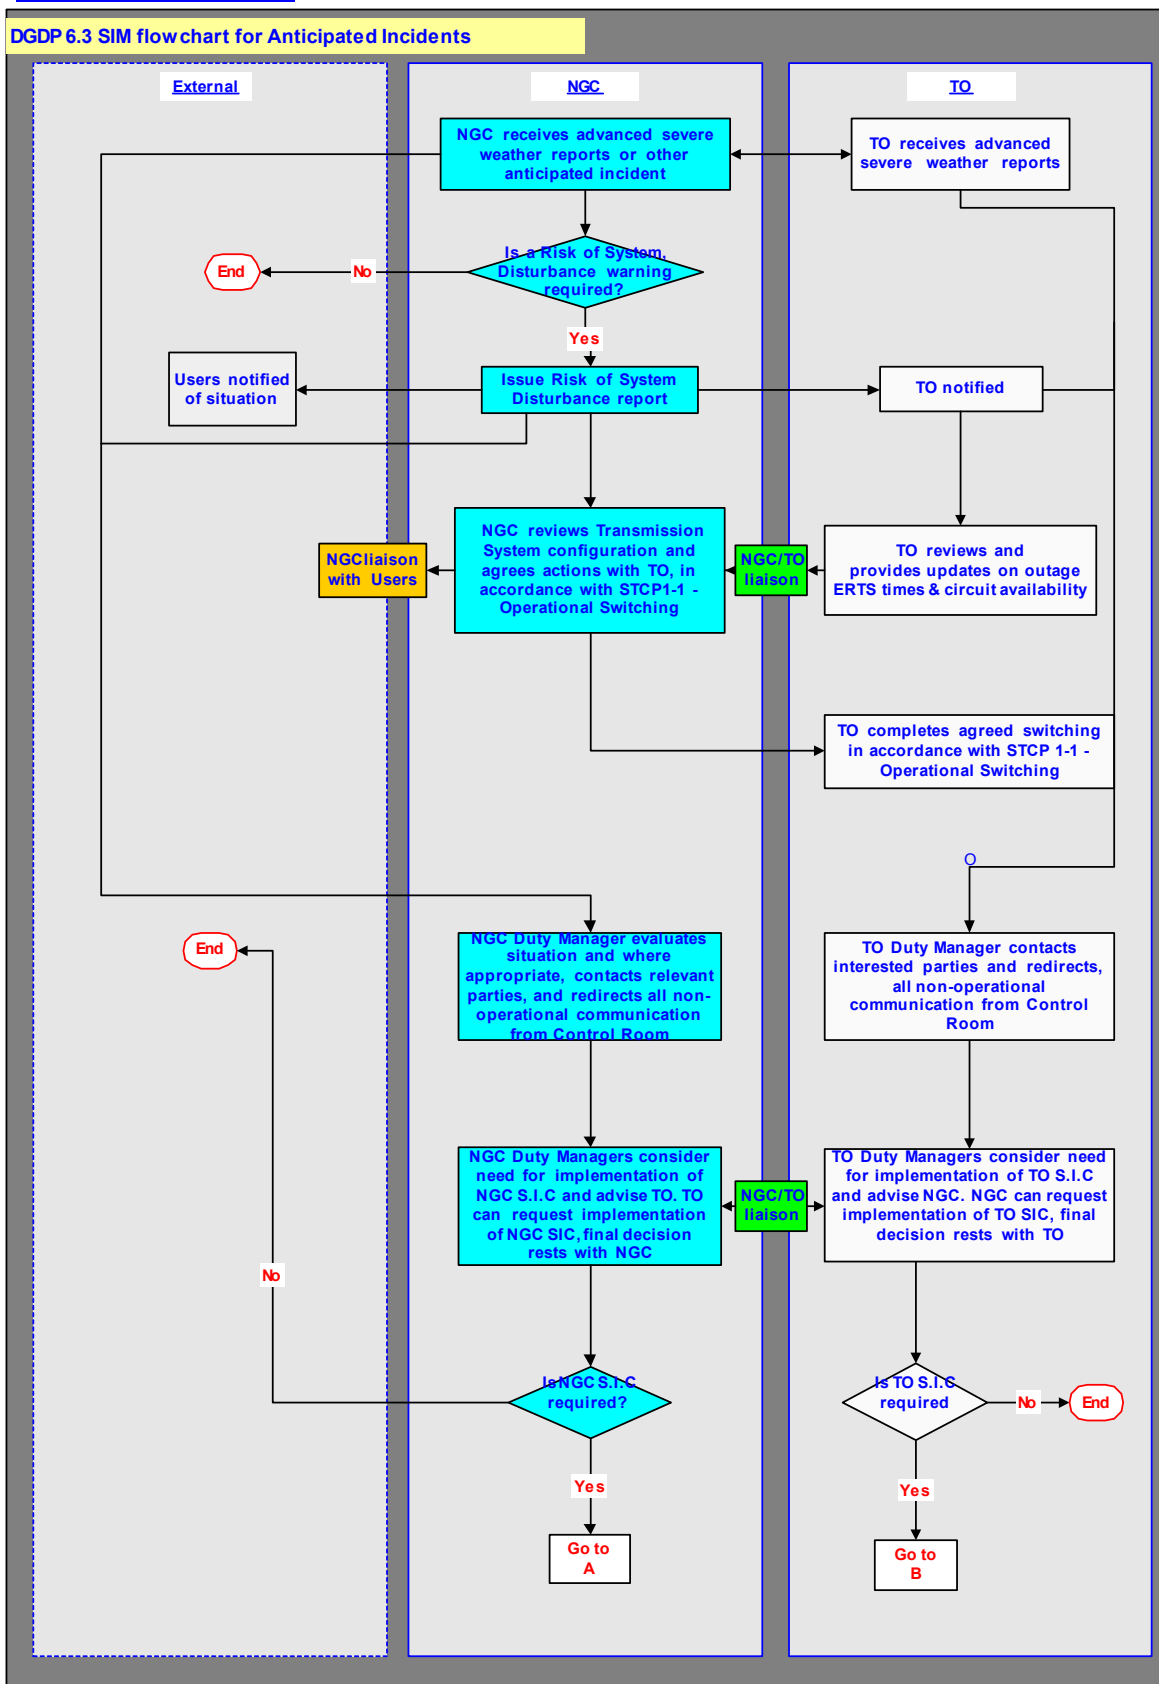 DGDP 6.3 SIM flowchart for Anticipated Incidents
External
NGC
TO
NGC receives advanced severe
weather reports or other
anticipated incident
TO receives advanced
severe weather reports
Is a Risk of System,
Disturbance warning
required?
No
End
Yes
Users notified
of situation
Issue Risk of System
Disturbance report
TO notified
NGC liaison
with Users
NGC reviews Transmission
System configuration and
agrees actions with TO, in
accordance with STCP1-1 -
Operational Switching
NGC/TO
liaison
TO reviews and
provides updates on outage
ERTS times & circuit availability
TO completes agreed switching
in accordance with STCP 1-1 -
Operational Switching
O
End
NGC Duty Manager evaluates
situation and where
appropriate, contacts relevant
parties, and redirects all non-
operational communication
from Control Room
TO Duty Manager contacts
interested parties and redirects,
all non-operational
communication from Control
Room
NGC Duty Managers consider
need for implementation of
NGC S.I.C and advise TO. TO
can request implementation
of NGC SIC, final decision
rests with NGC
NGC/TO
liaison
TO Duty Managers consider need
for implementation of TO S.I.C
and advise NGC. NGC can request
implementation of TO SIC, final
decision rests with TO
No
Is NGC S.I.C
required?
Is TO S.I.C
required
No
End
Yes
Yes
Go to
A
Go to
B